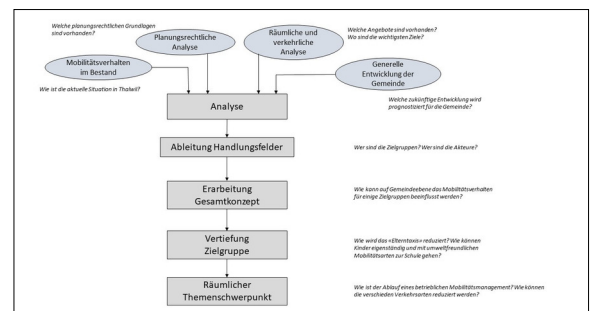 Welche planungsrechtlichen Grundlagen
sind vorhanden?
Planungsrechtliche
Analyse
Räumliche und
verkehrliche
Analyse
Welche Angebote sind vorhanden?
Wo sind die wichtigsten Ziele?
Mobilitätsverhalten
im Bestand
Generelle
Entwicklung der
Gemeinde
Wie ist die aktuelle Situation in Thalwil?
Analyse
Welche zukünftige Entwicklung wird
prognostiziert für die Gemeinde?
Ableitung Handlungsfelder
Wer sind die Zielgruppen? Wer sind die Akteure?
Erarbeitung
Gesamtkonzept
Wie kann auf Gemeindeebene das Mobilitätsverhalten
für einige Zielgruppen beeinflusst werden?
Vertiefung
Zielgruppe
Wie wird das «Elterntaxis» reduziert? Wie können
Kinder eigenständig und mit umweltfreundlichen
Mobilitätsarten zur Schule gehen?
Räumlicher
Themenschwerpunkt
Wie ist der Ablauf eines betrieblichen Mobilitätsmanagement? Wie können
die verschieden Verkehrsarten reduziert werden?